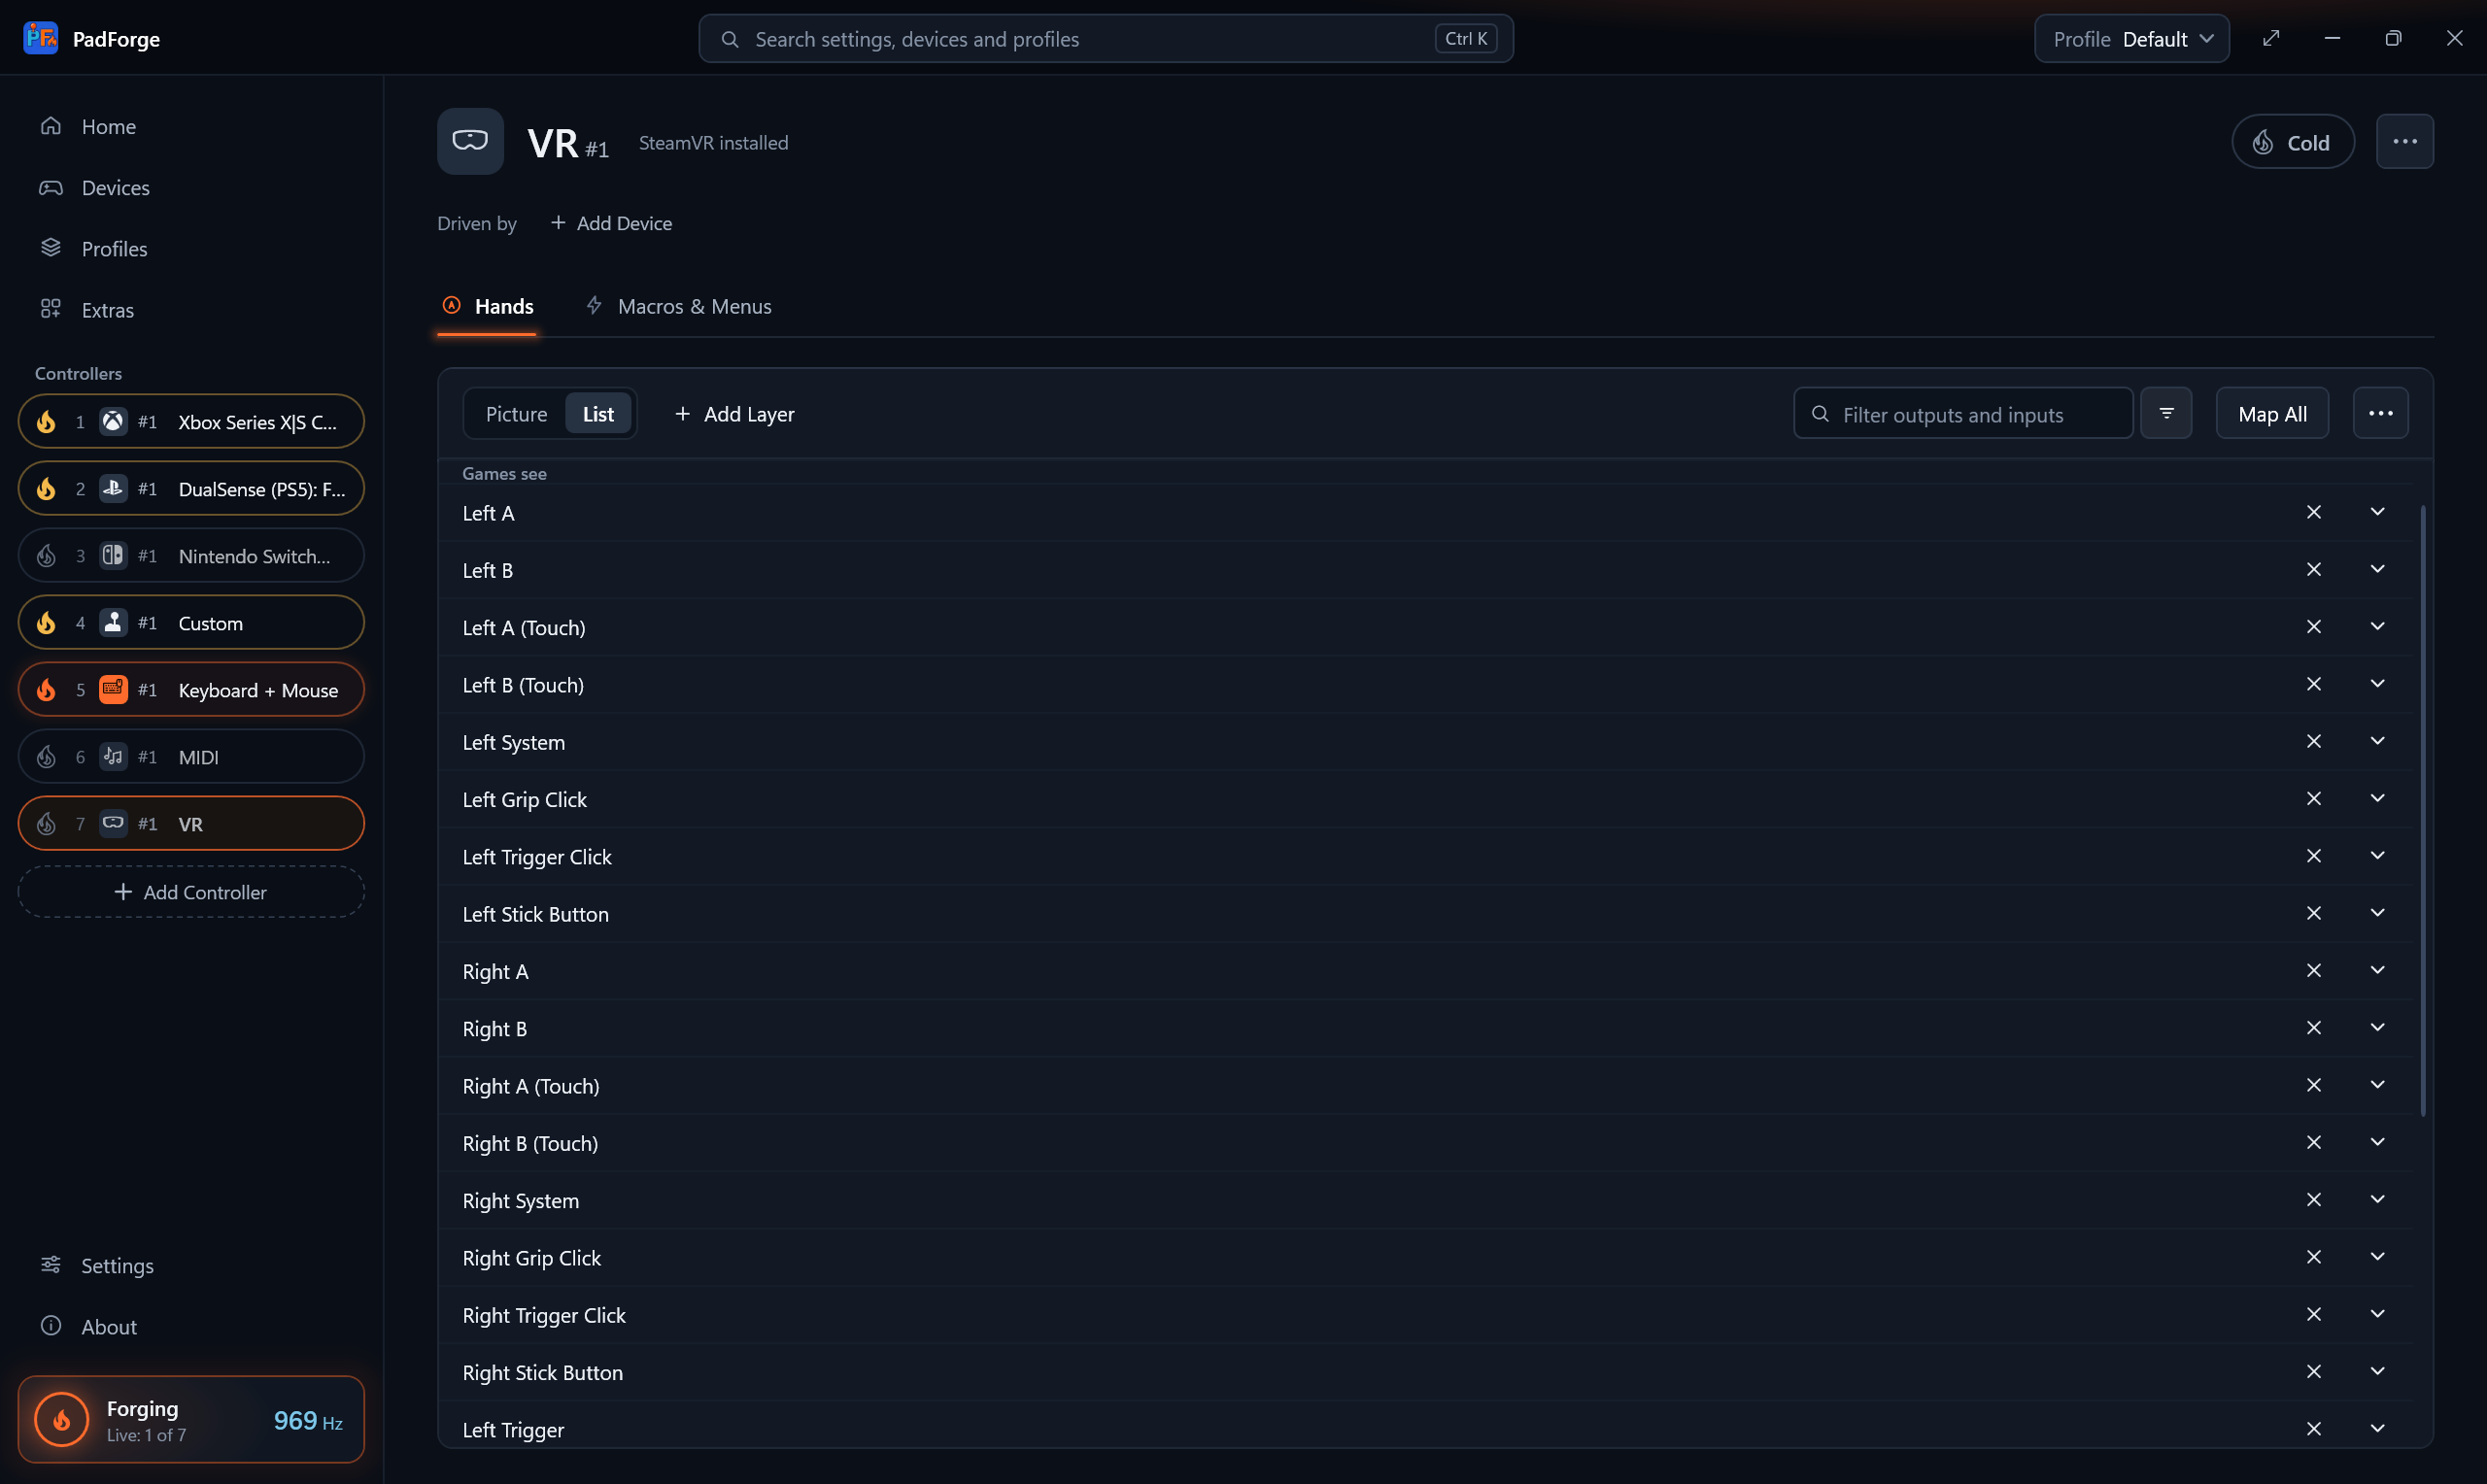 PadForge
Search settings, devices and profiles
Ctrl K
Profile Default
Home
Devices
Profiles
Extras
Controllers
1 #1 Xbox Series X|S C...
2 #1 DualSense (PS5): F...
3 #1 Nintendo Switch...
4 #1 Custom
5 #1 Keyboard + Mouse
6 #1 MIDI
7 #1 VR
Add Controller
Settings
About
Forging
Live: 1 of 7
969 Hz
VR #1
SteamVR installed
Cold
Driven by
Add Device
Hands
Macros & Menus
Picture
List
Add Layer
Filter outputs and inputs
Map All
Games see
Left A
Left B
Left A (Touch)
Left B (Touch)
Left System
Left Grip Click
Left Trigger Click
Left Stick Button
Right A
Right B
Right A (Touch)
Right B (Touch)
Right System
Right Grip Click
Right Trigger Click
Right Stick Button
Left Trigger